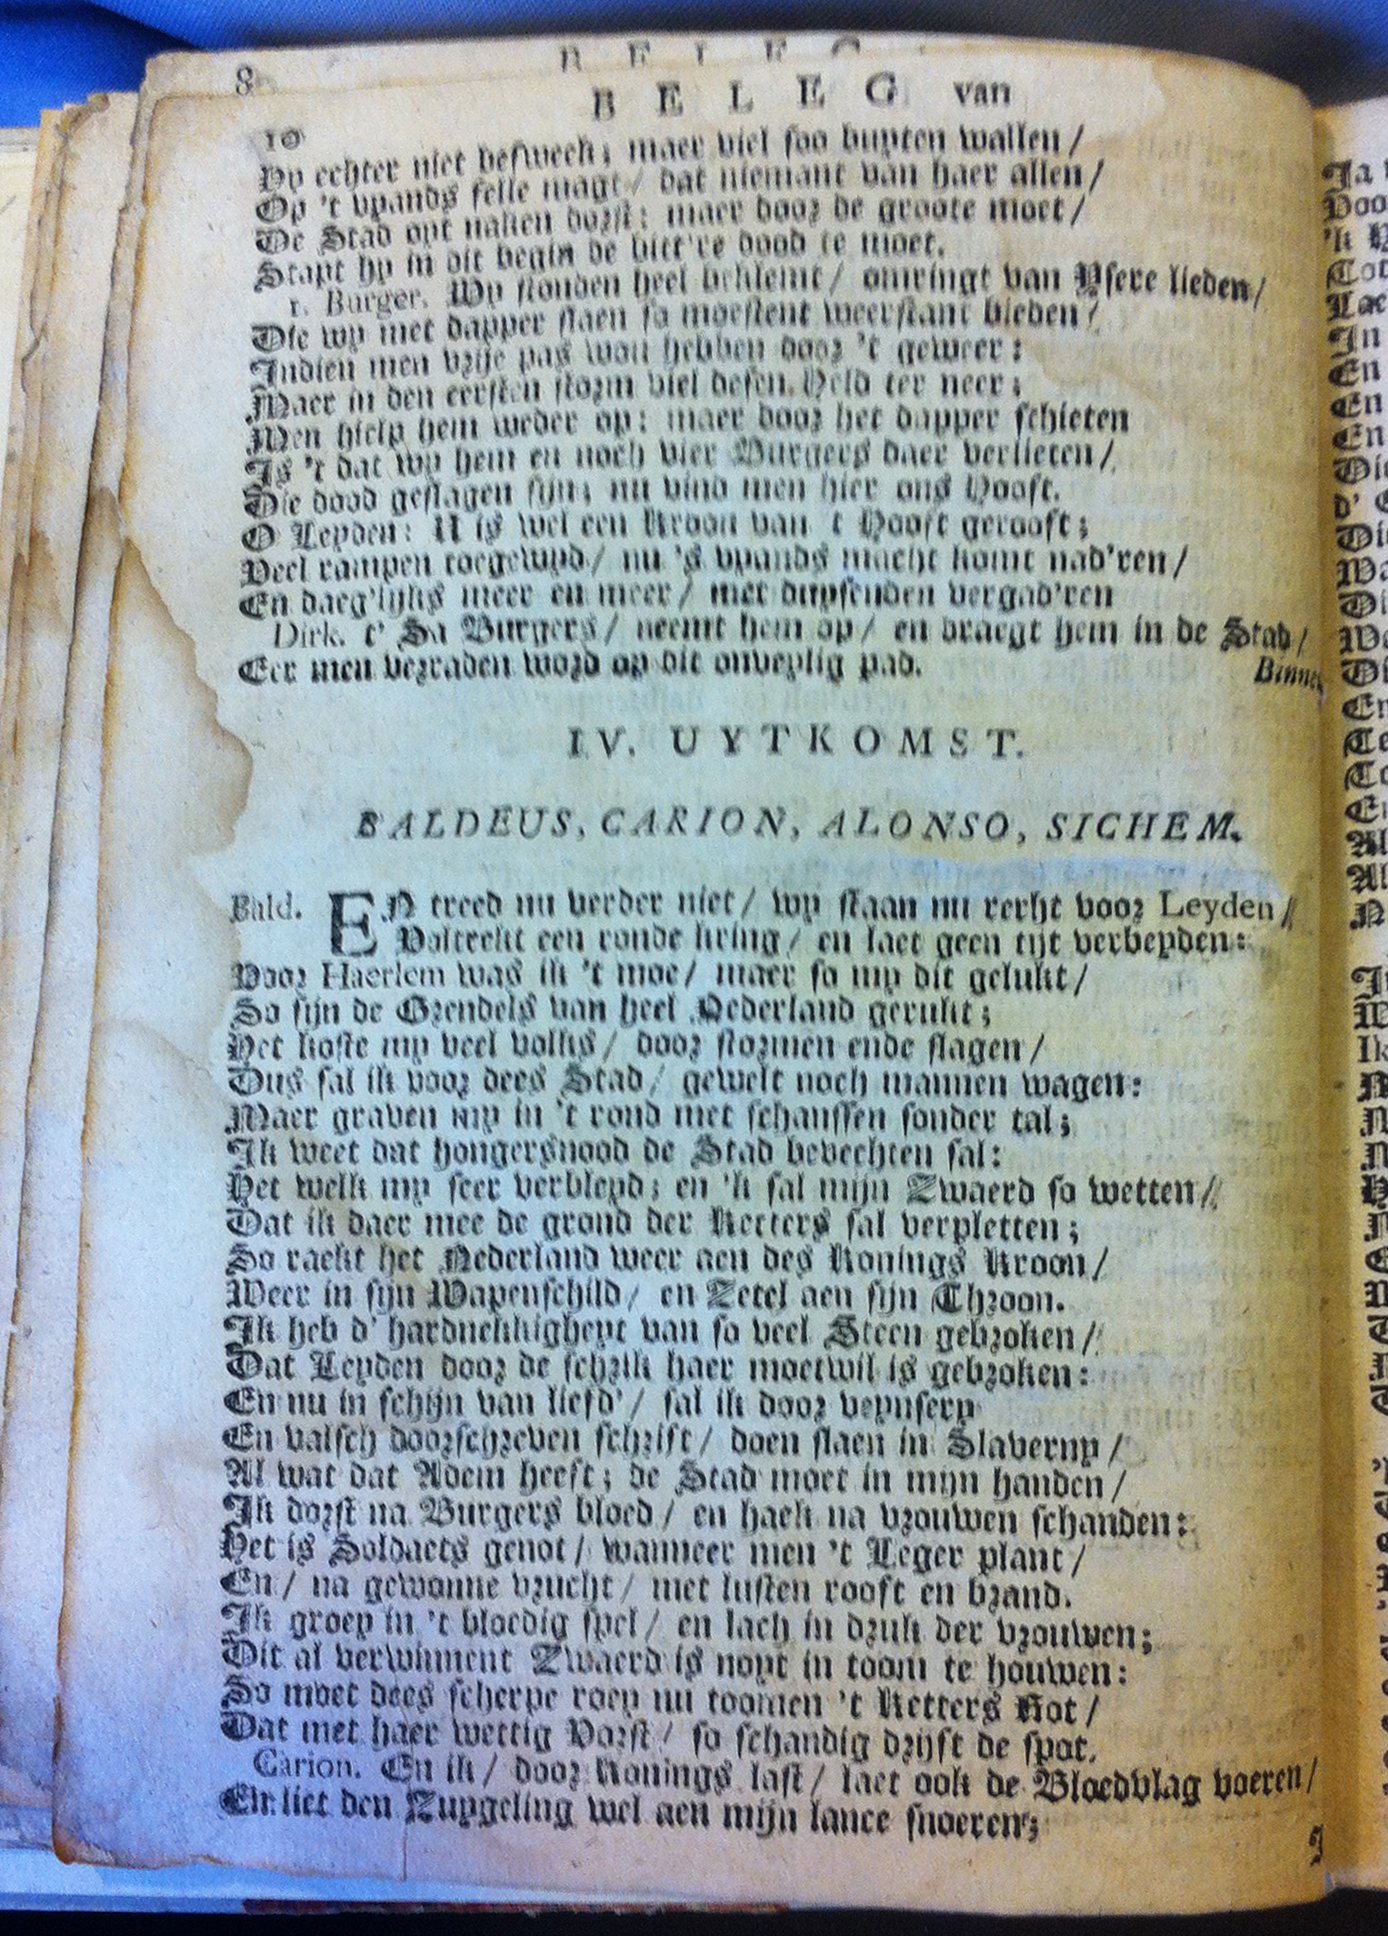 8
B E L E G
B E L E G van
10
Hy echter niet besweek; maer viel soo buyten wallen /
Op 't vyands felle magt / dat niemant van haer allen /
De Stad oyt naken dorst: maer door de groote moet /
Stapt hy in dit begin de bitt're dood te moet.
1. Burger. Wy stonden heel beklemt / omringt van Ysere lieden /
Die wy met dapper slaen so moestent weerstant bieden /
Indien men vrije pas wou hebben door 't geweer:
Maer in den eersten storm viel desen Held ter neer;
Men hielp hem weder op: maer door het dapper schieten
Is 't dat wy hem en noch vier Burgers daer verlieten /
Die dood geslagen sijn; nu vind men hier ons Hooft.
O Leyden: U is wel een Kroon van 't Hooft gerooft;
Veel rampen toegewyd / nu 's vyands macht komt nad'ren /
En daeg'lijks meer en meer / met duysenden vergad'ren
Dirk. t' Sa Burgers / neemt hem op / en draegt hem in de Stad /
Eer men verraden word op dit onveylig pad.
Binne
IV. UYTKOMST.
BALDEUS, CARION, ALONSO, SICHEM.
Bald. EN treed nu verder niet / wy staan nu recht voor Leyden /
Voltrekt een ronde kring / en laet geen tijt verbeyden:
Voor Haerlem was ik 't moe / maer so my dit gelukt /
So sijn de Grendels van heel Nederland gerukt;
Het koste my veel volks / door stormen ende slagen /
Dus sal ik voor dees Stad / gewelt noch mannen wagen:
Maer graven my in 't rond met schanssen sonder tal;
Ik weet dat hongersnood de Stad bevechten sal:
Het welk my seer verbleyd; en 'k sal mijn Zwaerd so wetten /
Dat ik daer mee de grond der Ketters sal verpletten;
So raekt het Nederland weer aen des Konings Kroon /
Weer in sijn Wapenschild / en Zetel aen sijn Throon.
Ik heb d' hardnekkigheyt van so veel Steen gebroken /
Dat Leyden door de schrik haer moetwil is gebroken:
En nu in schijn van liefd' / sal ik door veynsery
En valsch doorschreven schrift / doen slaen in Slaverny /
Al wat dat Adem heeft; de Stad moet in mijn handen /
Ik dorst na Burgers bloed / en haek na vrouwen schanden:
Het is Soldaets genot / wanneer men 't Leger plant /
En / na gewonne vrucht / met lusten rooft en brand.
Ik groey in 't bloedig spel / en lach in druk der vrouwen;
Dit al verwinnent Zwaerd is noyt in toom te houwen:
So moet dees scherpe roey nu toomen 't Ketters Rot /
Dat met haer wettig Vorst / so schandig drijft de spot.
Carion. En ik / door Konings last / laet ook de Bloedvlag voeren /
En liet den Zuygeling wel aen mijn lance snoeren;